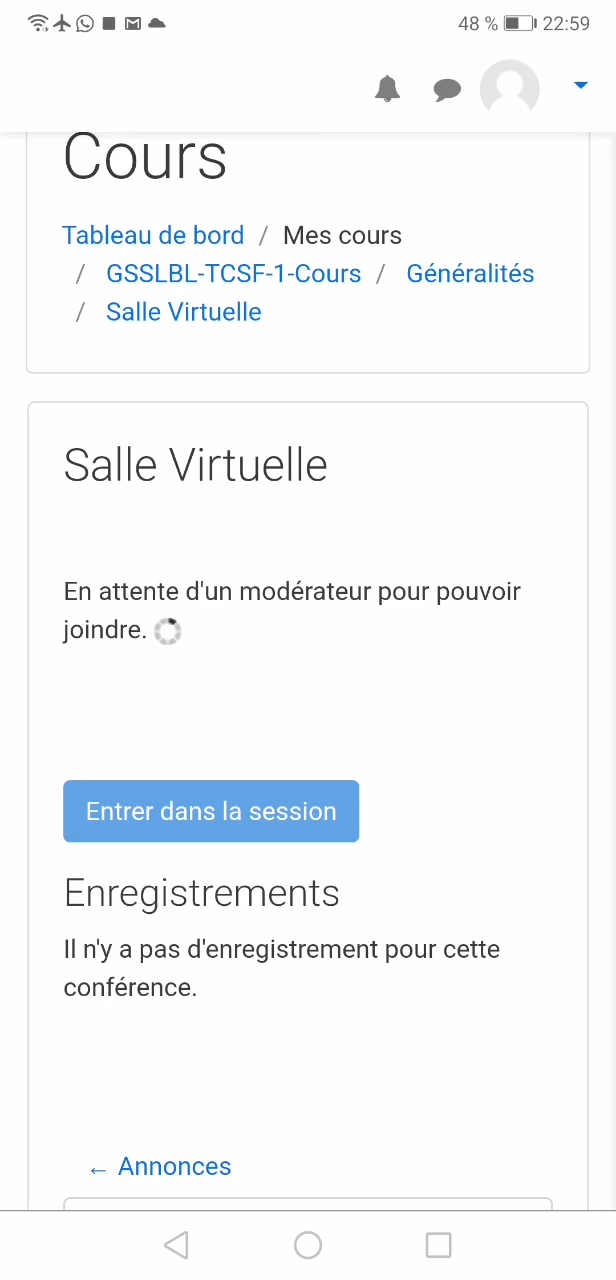 48 % 22:59
Cours
Tableau de bord / Mes cours
/ GSSLBL-TCSF-1-Cours / Généralités
/ Salle Virtuelle
Salle Virtuelle
En attente d'un modérateur pour pouvoir
joindre.
Entrer dans la session
Enregistrements
Il n'y a pas d'enregistrement pour cette
conférence.
← Annonces